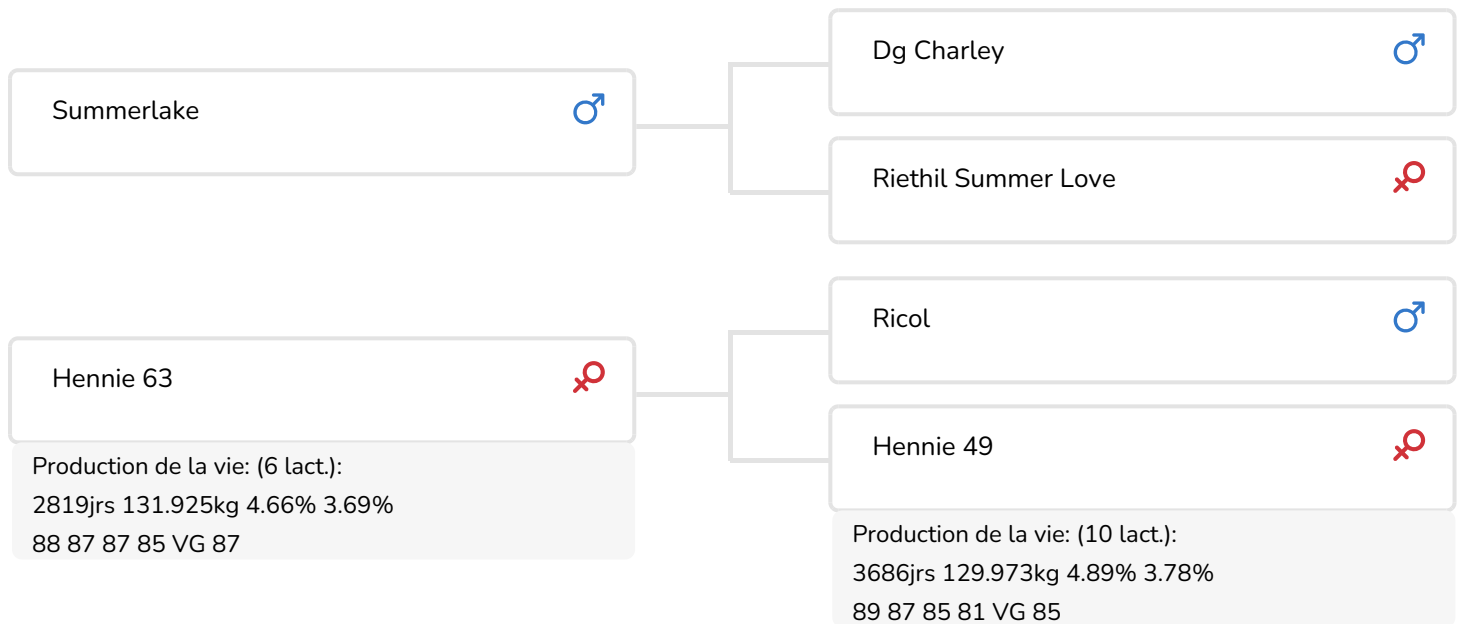 Summerlake
Dg Charley
Riethil Summer Love
Hennie 63
Production de la vie: (6 lact.):
2819jrs 131.925kg 4.66% 3.69%
88 87 87 85 VG 87
Ricol
Hennie 49
Production de la vie: (10 lact.):
3686jrs 129.973kg 4.89% 3.78%
89 87 85 81 VG 85